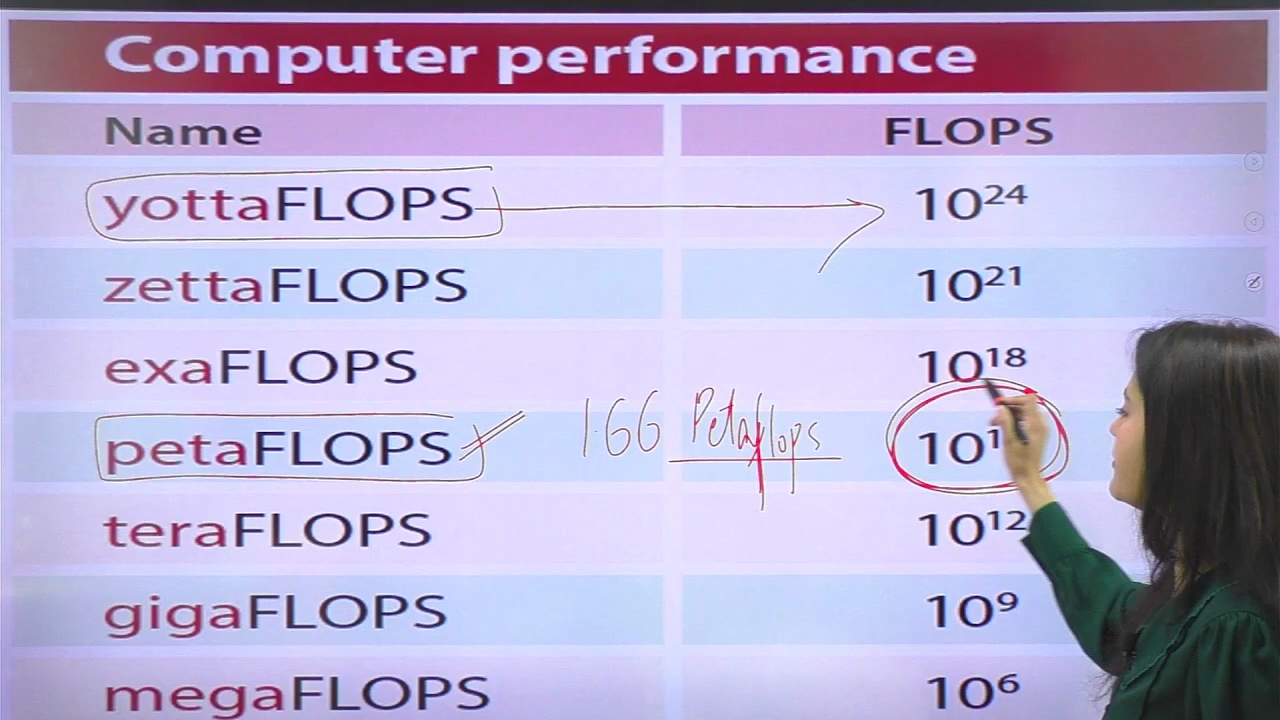 Computer performance
Name FLOPS
yottaFLOPS 10²⁴
zettaFLOPS 10²¹
exaFLOPS 10¹⁸
petaFLOPS 1.66 Petaflops 10¹
teraFLOPS 10¹²
gigaFLOPS 10⁹
megaFLOPS 10⁶